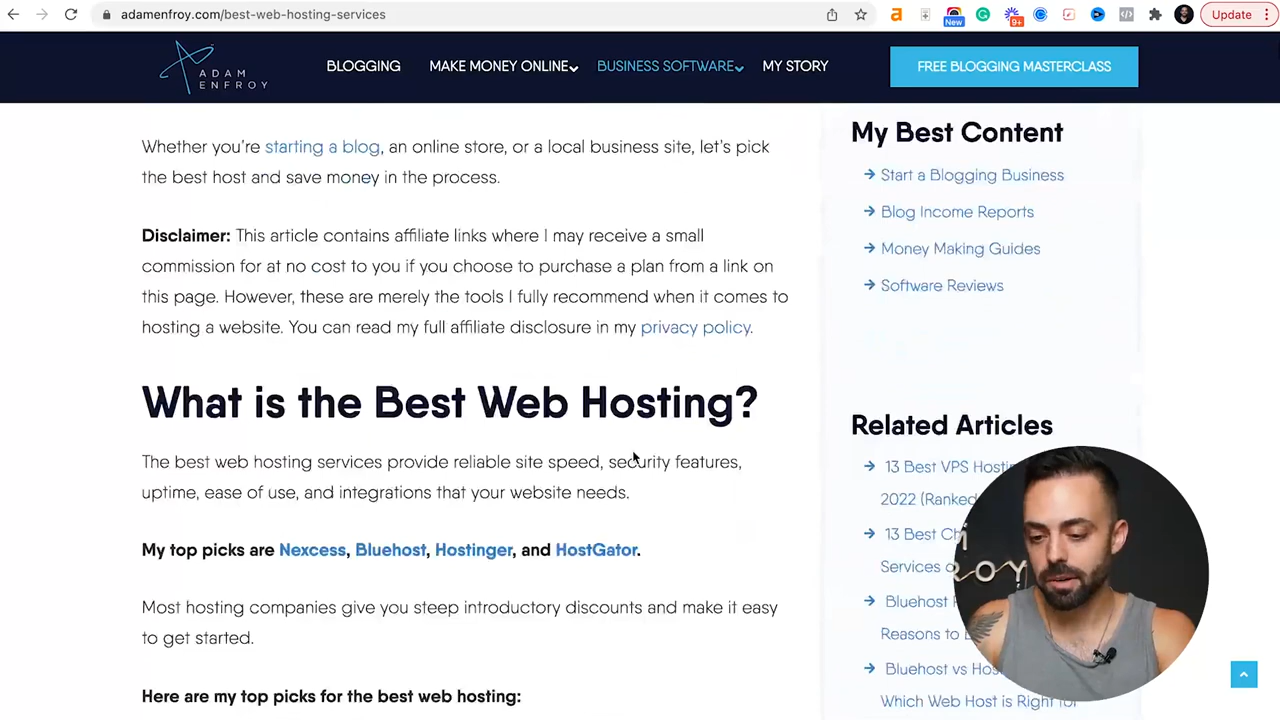 adamenfroy.com/best-web-hosting-services
New
9+
Update
ADAM
ENFROY
BLOGGING
MAKE MONEY ONLINE
BUSINESS SOFTWARE
MY STORY
FREE BLOGGING MASTERCLASS
Whether you're starting a blog, an online store, or a local business site, let's pick
the best host and save money in the process.
Disclaimer: This article contains affiliate links where I may receive a small
commission for at no cost to you if you choose to purchase a plan from a link on
this page. However, these are merely the tools I fully recommend when it comes to
hosting a website. You can read my full affiliate disclosure in my privacy policy.
What is the Best Web Hosting?
The best web hosting services provide reliable site speed, security features,
uptime, ease of use, and integrations that your website needs.
My top picks are Nexcess, Bluehost, Hostinger, and HostGator.
Most hosting companies give you steep introductory discounts and make it easy
to get started.
Here are my top picks for the best web hosting:
My Best Content
Start a Blogging Business
Blog Income Reports
Money Making Guides
Software Reviews
Related Articles
13 Best VPS Hosti
2022 (Ranked
13 Best Ch
Services o
Bluehost
Reasons to
Bluehost vs Hos
Which Web Host is Right for
ROY